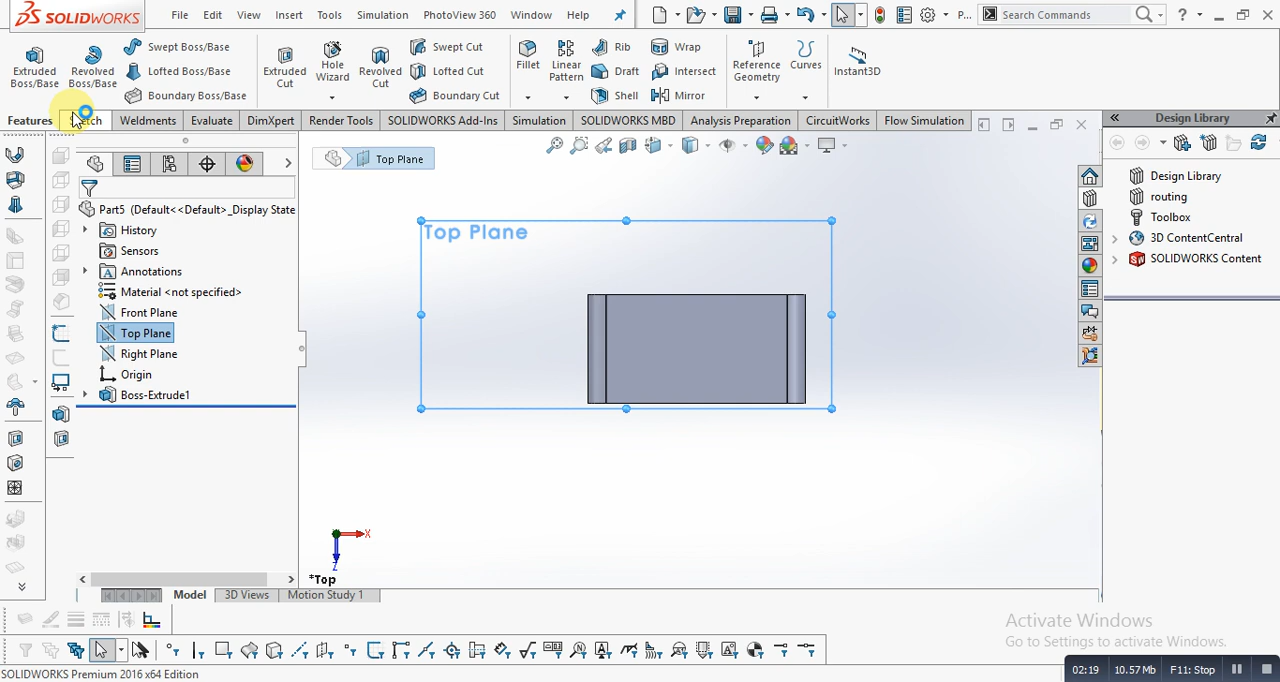 SOLIDWORKS File Edit View Insert Tools Simulation PhotoView 360 Window Help P... Search Commands
Extruded Boss/Base Revolved Boss/Base Swept Boss/Base Lofted Boss/Base Boundary Boss/Base Extruded Cut Hole Wizard Revolved Cut Swept Cut Lofted Cut Boundary Cut Fillet Linear Pattern Rib Draft Shell Wrap Intersect Mirror Reference Geometry Curves Instant3D
Features Sketch Weldments Evaluate DimXpert Render Tools SOLIDWORKS Add-Ins Simulation SOLIDWORKS MBD Analysis Preparation CircuitWorks Flow Simulation Design Library
Top Plane
Design Library
routing
Toolbox
3D ContentCentral
SOLIDWORKS Content
Part5 (Default<<Default>_Display State
History
Sensors
Annotations
Material <not specified>
Front Plane
Top Plane
Right Plane
Origin
Boss-Extrude1
Top Plane
X
Z
*Top
Model 3D Views Motion Study 1
Activate Windows
Go to Settings to activate Windows.
SOLIDWORKS Premium 2016 x64 Edition
02:19 10.57 Mb F11: Stop